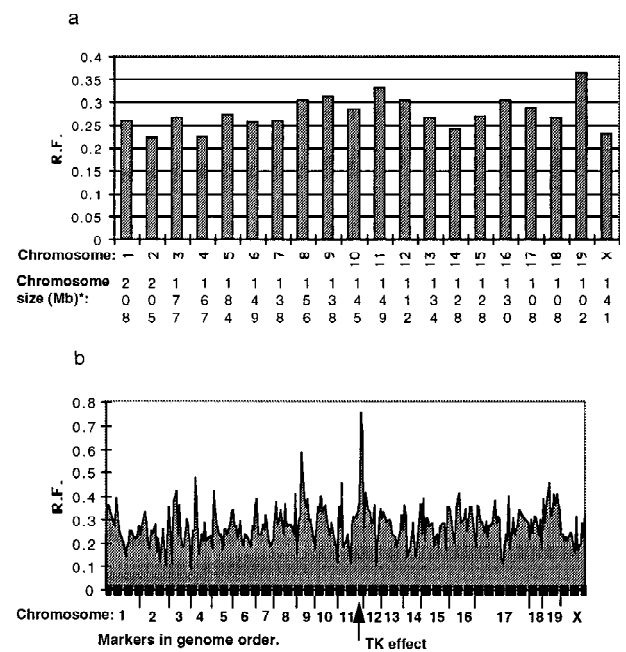 a
0.4
0.35
0.3
0.25
0.2
0.15
0.1
0.05
0
R.F.
Chromosome: 1 2 3 4 5 6 7 8 9 10 11 12 13 14 15 16 17 18 19 X
Chromosome 2 2 1 1 1 1 1 1 1 1 1 1 1 1 1 1 1 1 1 1
size (Mb)*: 0 0 7 6 8 4 3 5 3 4 4 1 3 2 2 3 0 0 0 4
8 5 7 7 4 9 8 6 8 5 9 2 4 8 8 0 8 8 2 1
b
0.8
0.7
0.6
0.5
0.4
0.3
0.2
0.1
0
R.F.
Chromosome: 1 2 3 4 5 6 7 8 9 10 11 12 13 14 15 16 17 18 19 X
Markers in genome order.
TK effect